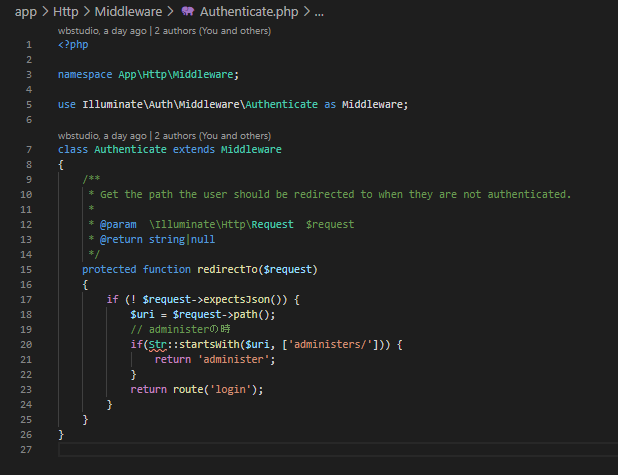 app > Http > Middleware > Authenticate.php > ...
wbstudio, a day ago | 2 authors (You and others)
1 <?php
2
3 namespace App\Http\Middleware;
4
5 use Illuminate\Auth\Middleware\Authenticate as Middleware;
6
wbstudio, a day ago | 2 authors (You and others)
7 class Authenticate extends Middleware
8 {
9     /**
10      * Get the path the user should be redirected to when they are not authenticated.
11      *
12      * @param  \Illuminate\Http\Request  $request
13      * @return string|null
14      */
15     protected function redirectTo($request)
16     {
17         if (! $request->expectsJson()) {
18             $uri = $request->path();
19             // administerの時
20             if(Str::startsWith($uri, ['administers/'])) {
21                 return 'administer';
22             }
23             return route('login');
24         }
25     }
26 }
27